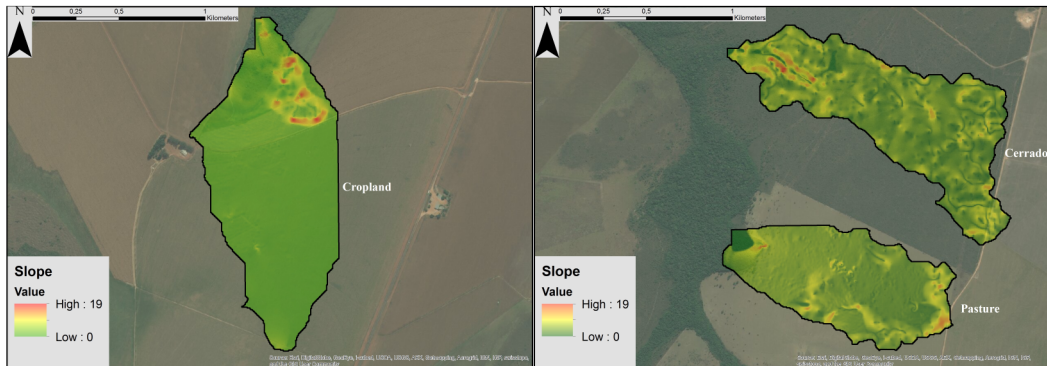 N
0 0,25 0,5 1
Kilometers
Cropland
Slope
Value
High : 19
Low : 0
N
0 0,25 0,5 1
Kilometers
Cerrado
Pasture
Slope
Value
High : 19
Low : 0